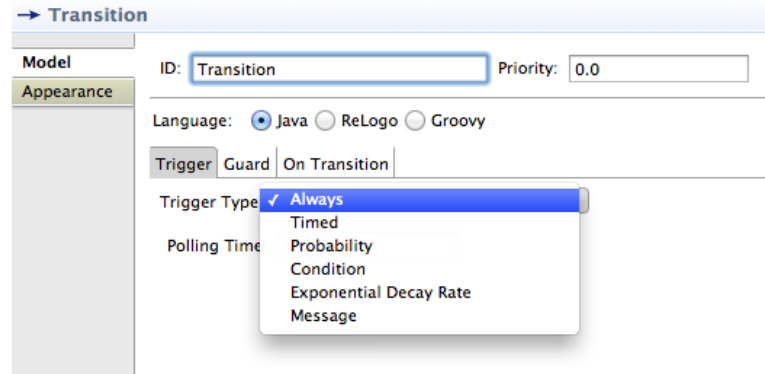 Transition
Model
Appearance
ID: Transition Priority: 0.0
Language: Java ReLogo Groovy
Trigger Guard On Transition
Trigger Type ✓ Always
Timed
Polling Time Probability
Condition
Exponential Decay Rate
Message